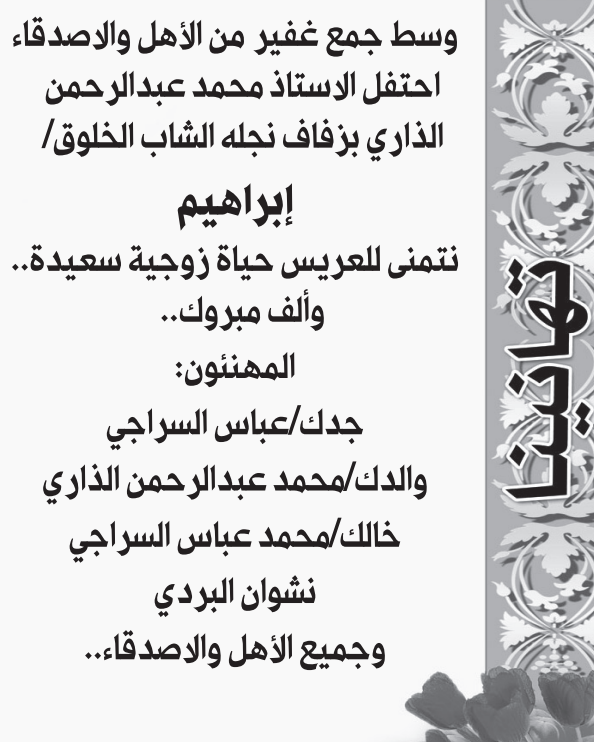 تهانينا
وسط جمع غفير من الأهل والاصدقاء
احتفل الاستاذ محمد عبدالرحمن
الذاري بزفاف نجله الشاب الخلوق/
إبراهيم
نتمنى للعريس حياة زوجية سعيدة..
وألف مبروك..
المهنئون:
جدك/عباس السراجي
والدك/محمد عبدالرحمن الذاري
خالك/محمد عباس السراجي
نشوان البردي
وجميع الأهل والاصدقاء..